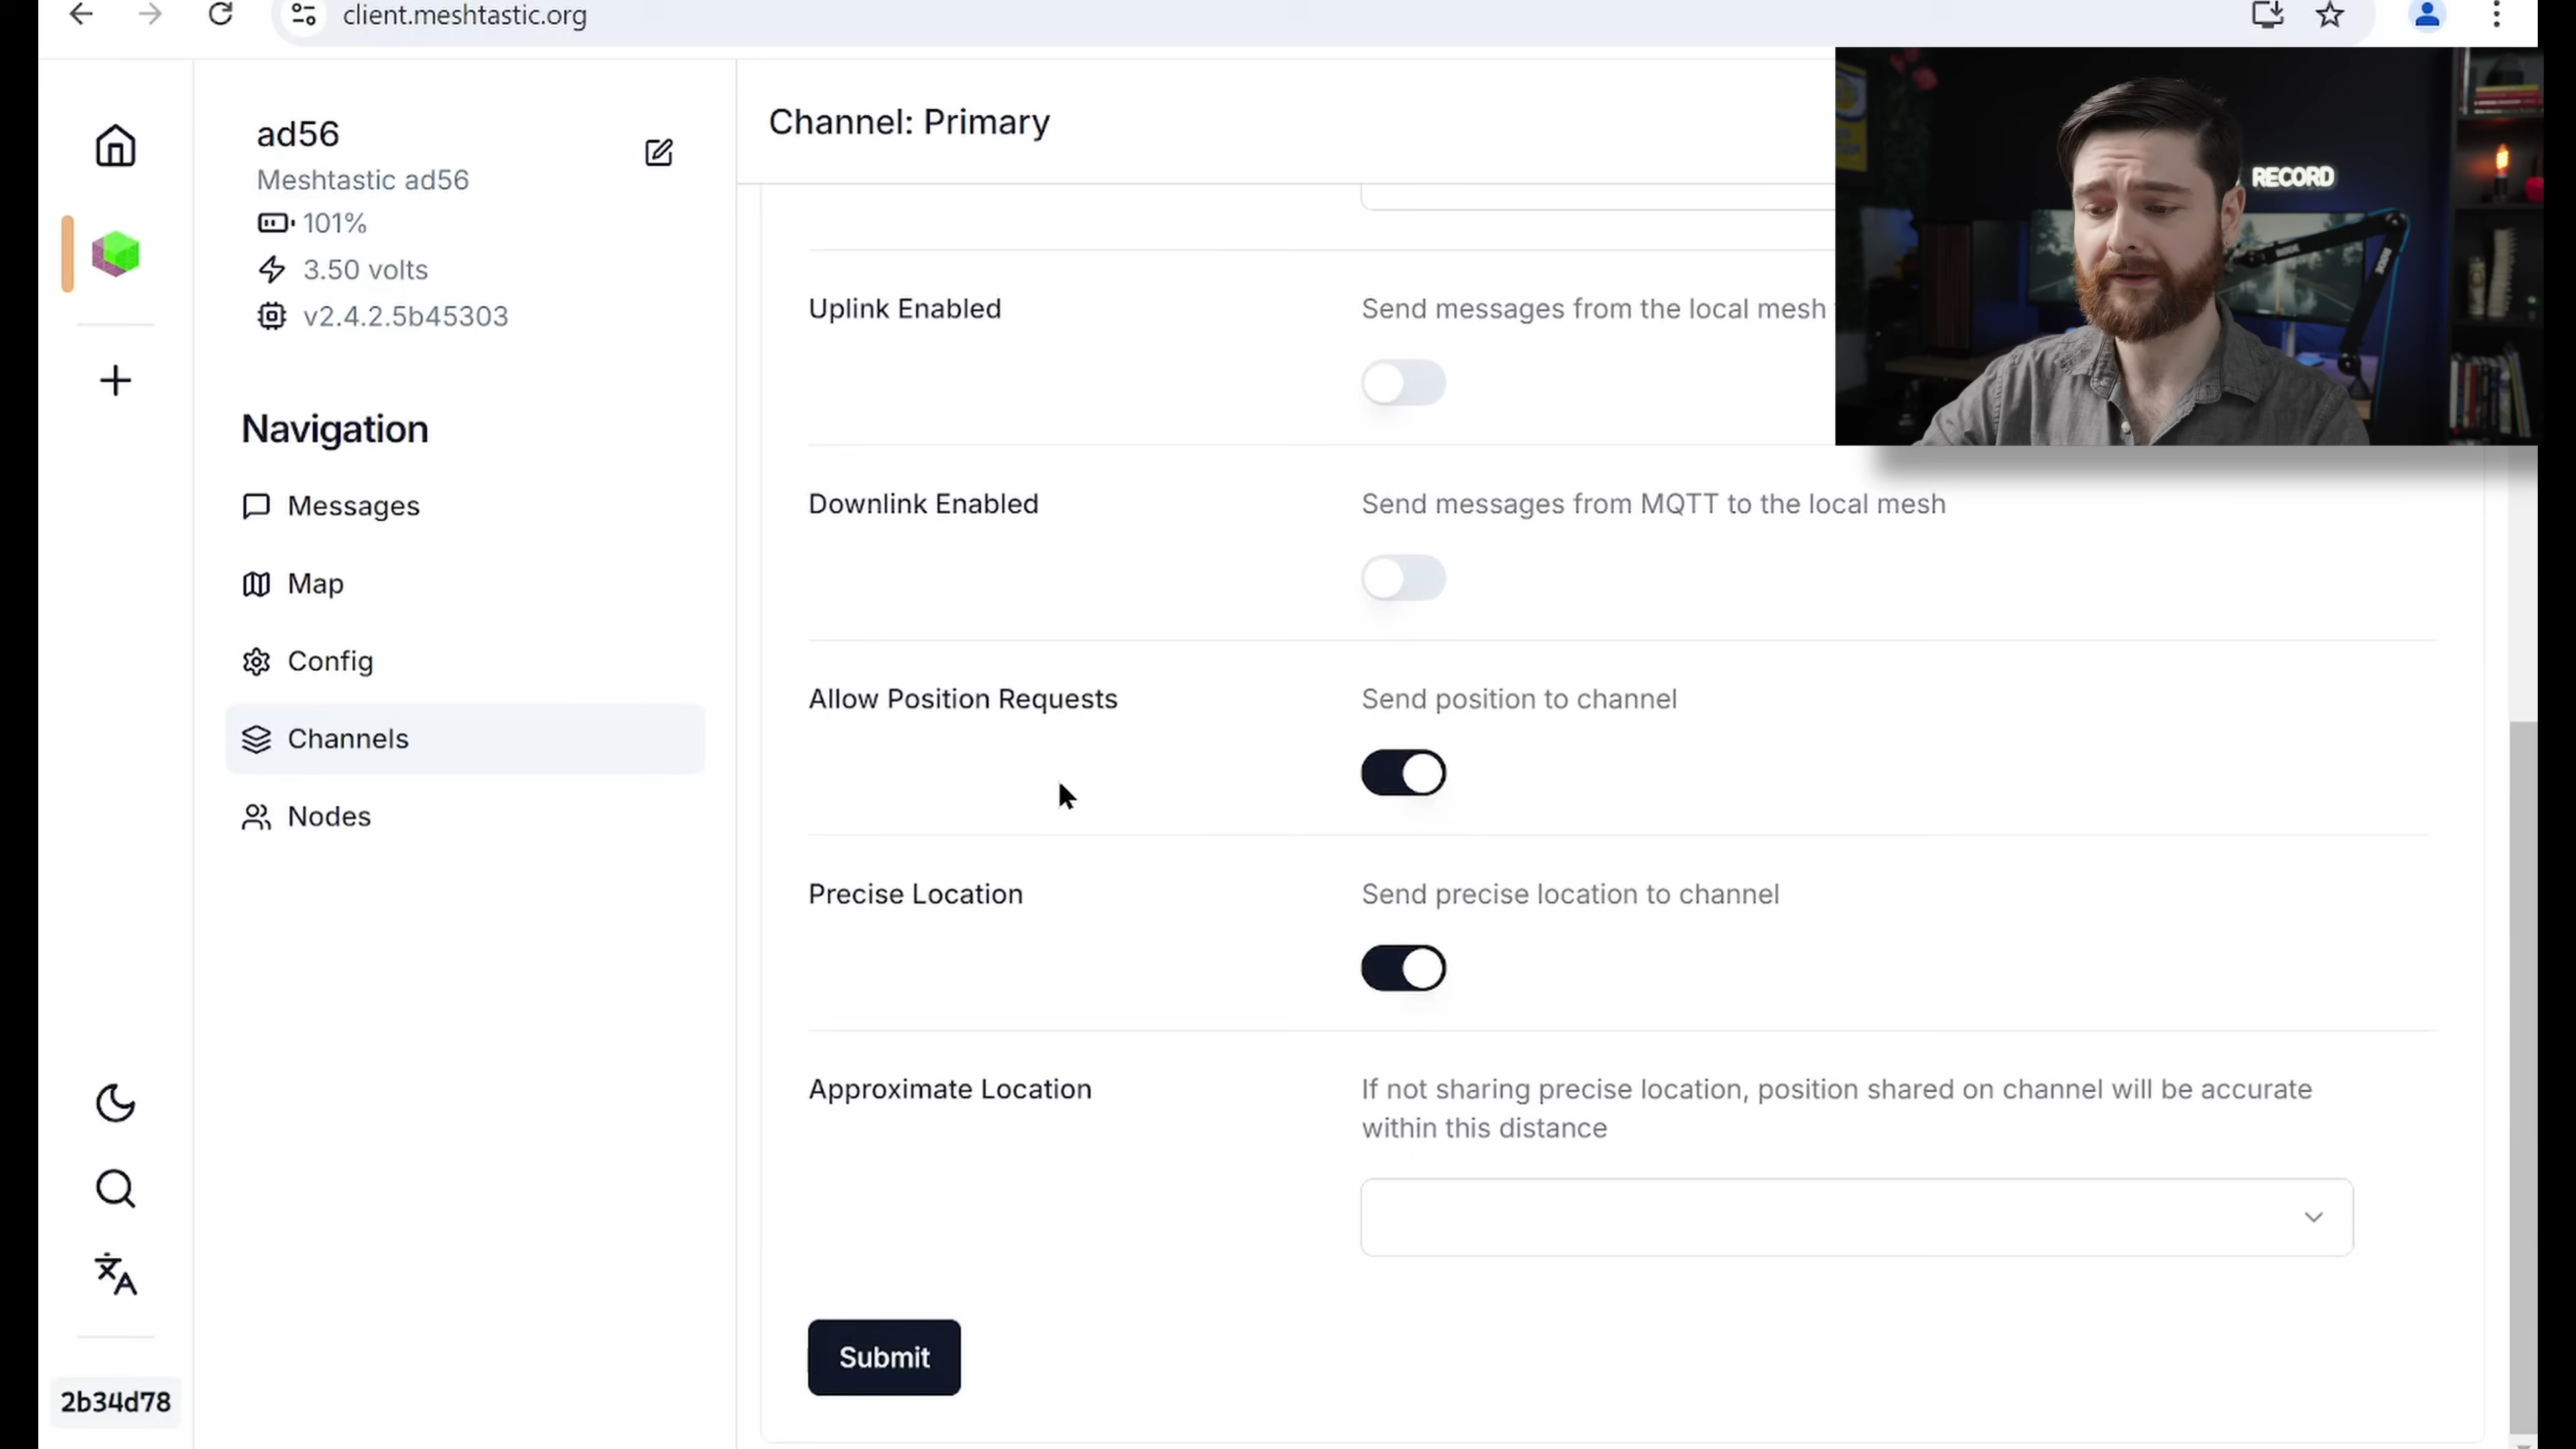 client.meshtastic.org
ad56
Meshtastic ad56
101%
3.50 volts
v2.4.2.5b45303
Navigation
Messages
Map
Config
Channels
Nodes
2b34d78
Channel: Primary
Uplink Enabled
Send messages from the local mesh
Downlink Enabled
Send messages from MQTT to the local mesh
Allow Position Requests
Send position to channel
Precise Location
Send precise location to channel
Approximate Location
If not sharing precise location, position shared on channel will be accurate
within this distance
Submit
RECORD
RODE